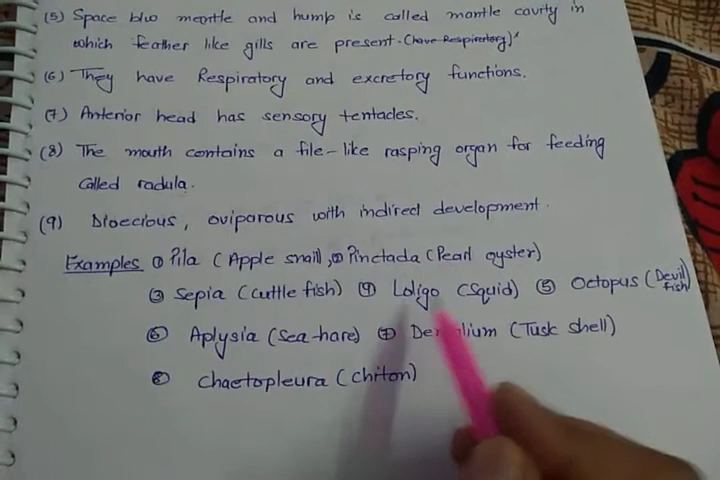 (5) Space b/w mantle and hump is called mantle cavity in
which feather like gills are present. (have Respiretory)
(6) They have Respiratory and excretory functions.
(7) Anterior head has sensory tentacles.
(8) The mouth contains a file-like rasping organ for feeding
called radula.
(9) Dioecious, oviparous with indirect development.
Examples ① Pila (Apple snail), ② Pinctada (Pearl oyster)
③ Sepia (Cuttle fish) ④ Loligo (Squid) ⑤ Octopus (Devil fish)
⑥ Aplysia (Sea-hare) ⑦ (Tusk shell)
⑧ Chaetopleura (Chiton)